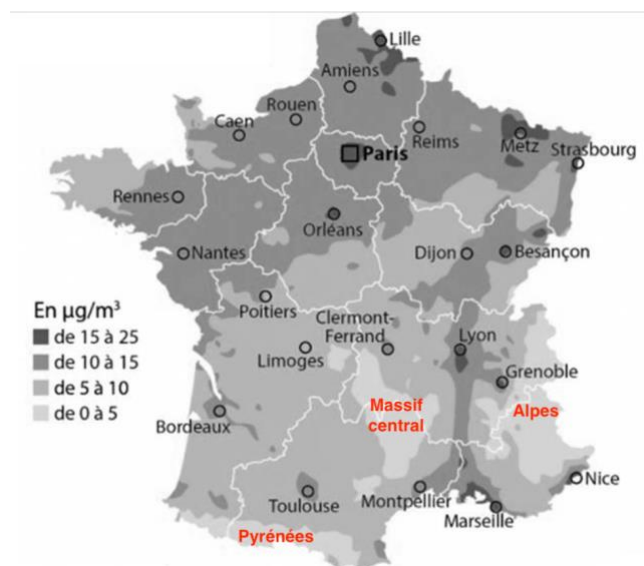 Lille
Amiens
Rouen
Caen
Reims
Metz
Paris
Strasbourg
Rennes
Orléans
Nantes
Dijon
Besançon
En µg/m³
de 15 à 25
de 10 à 15
de 5 à 10
de 0 à 5
Poitiers
Clermont-
Ferrand
Lyon
Limoges
Grenoble
Massif
central
Alpes
Bordeaux
Toulouse
Montpellier
Nice
Marseille
Pyrénées